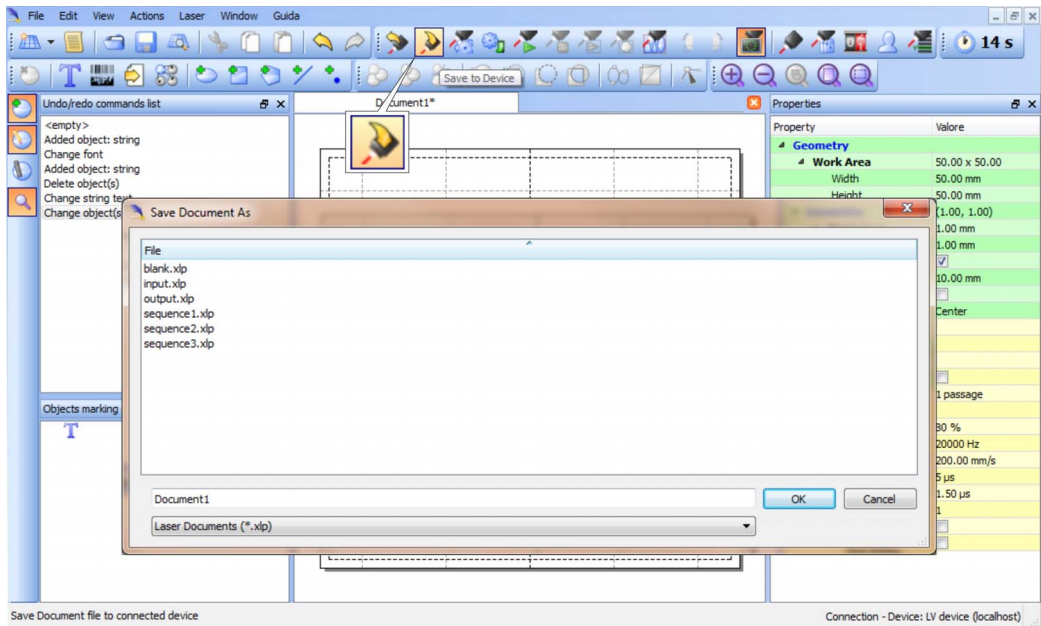 File Edit View Actions Laser Window Guida
14 s
Save to Device
Undo/redo commands list
<empty>
Added object: string
Change font
Added object: string
Delete object(s)
Change string text
Change object(s
Objects marking
Document1*
Properties
Property Valore
Geometry
Work Area 50.00 x 50.00
Width 50.00 mm
Height 50.00 mm
(1.00, 1.00)
1.00 mm
1.00 mm
10.00 mm
Center
1 passage
80 %
20000 Hz
200.00 mm/s
5 µs
1.50 µs
1
Save Document As
File
blank.xlp
input.xlp
output.xlp
sequence1.xlp
sequence2.xlp
sequence3.xlp
Document1
OK Cancel
Laser Documents (*.xlp)
Save Document file to connected device
Connection - Device: LV device (localhost)